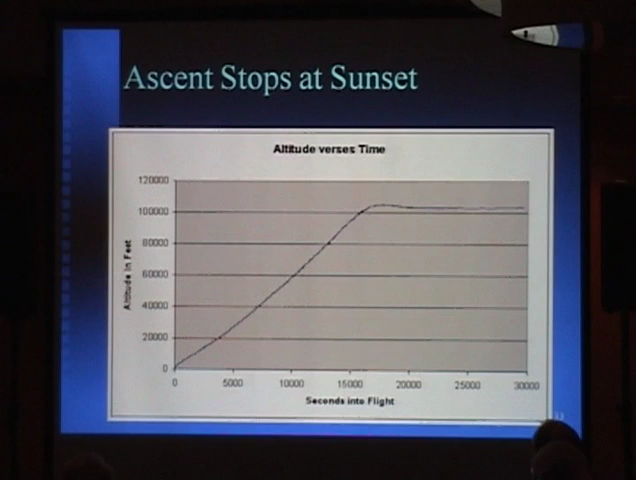 Ascent Stops at Sunset
Altitude verses Time
120000
100000
80000
60000
40000
20000
0
Altitude in Feet
0 5000 10000 15000 20000 25000 30000
Seconds into Flight